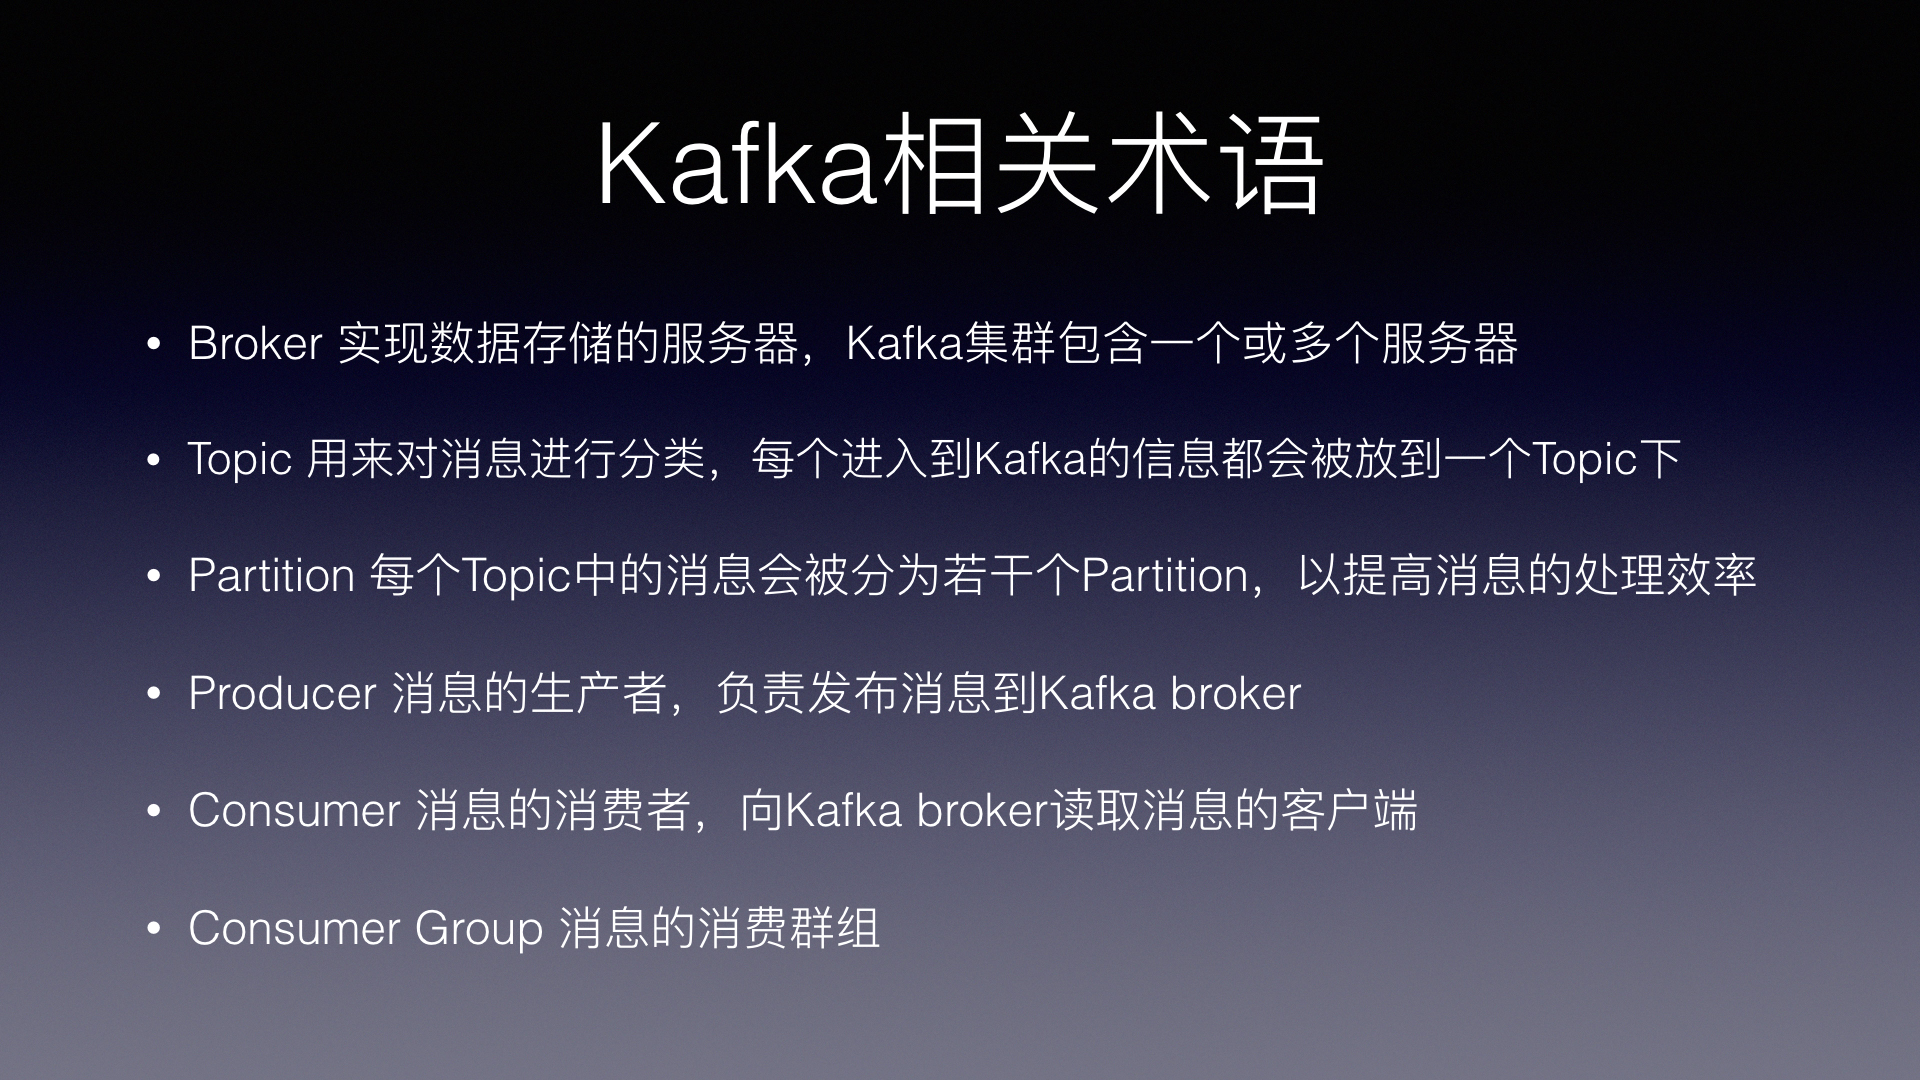 Kafka相关术语
• Broker 实现数据存储的服务器，Kafka集群包含一个或多个服务器
• Topic 用来对消息进行分类，每个进入到Kafka的信息都会被放到一个Topic下
• Partition 每个Topic中的消息会被分为若干个Partition，以提高消息的处理效率
• Producer 消息的生产者，负责发布消息到Kafka broker
• Consumer 消息的消费者，向Kafka broker读取消息的客户端
• Consumer Group 消息的消费群组